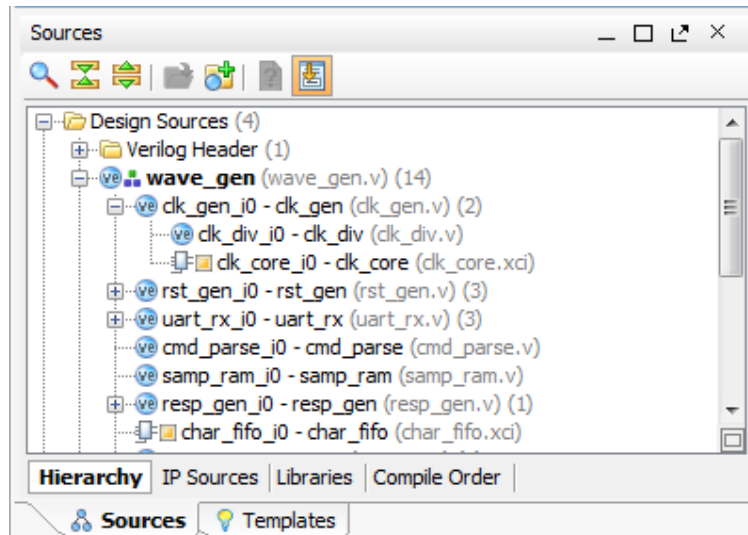 Sources
Design Sources (4)
Verilog Header (1)
wave_gen (wave_gen.v) (14)
clk_gen_i0 - clk_gen (clk_gen.v) (2)
clk_div_i0 - clk_div (clk_div.v)
clk_core_i0 - clk_core (clk_core.xci)
rst_gen_i0 - rst_gen (rst_gen.v) (3)
uart_rx_i0 - uart_rx (uart_rx.v) (3)
cmd_parse_i0 - cmd_parse (cmd_parse.v)
samp_ram_i0 - samp_ram (samp_ram.v)
resp_gen_i0 - resp_gen (resp_gen.v) (1)
char_fifo_i0 - char_fifo (char_fifo.xci)
Hierarchy IP Sources Libraries Compile Order
Sources Templates